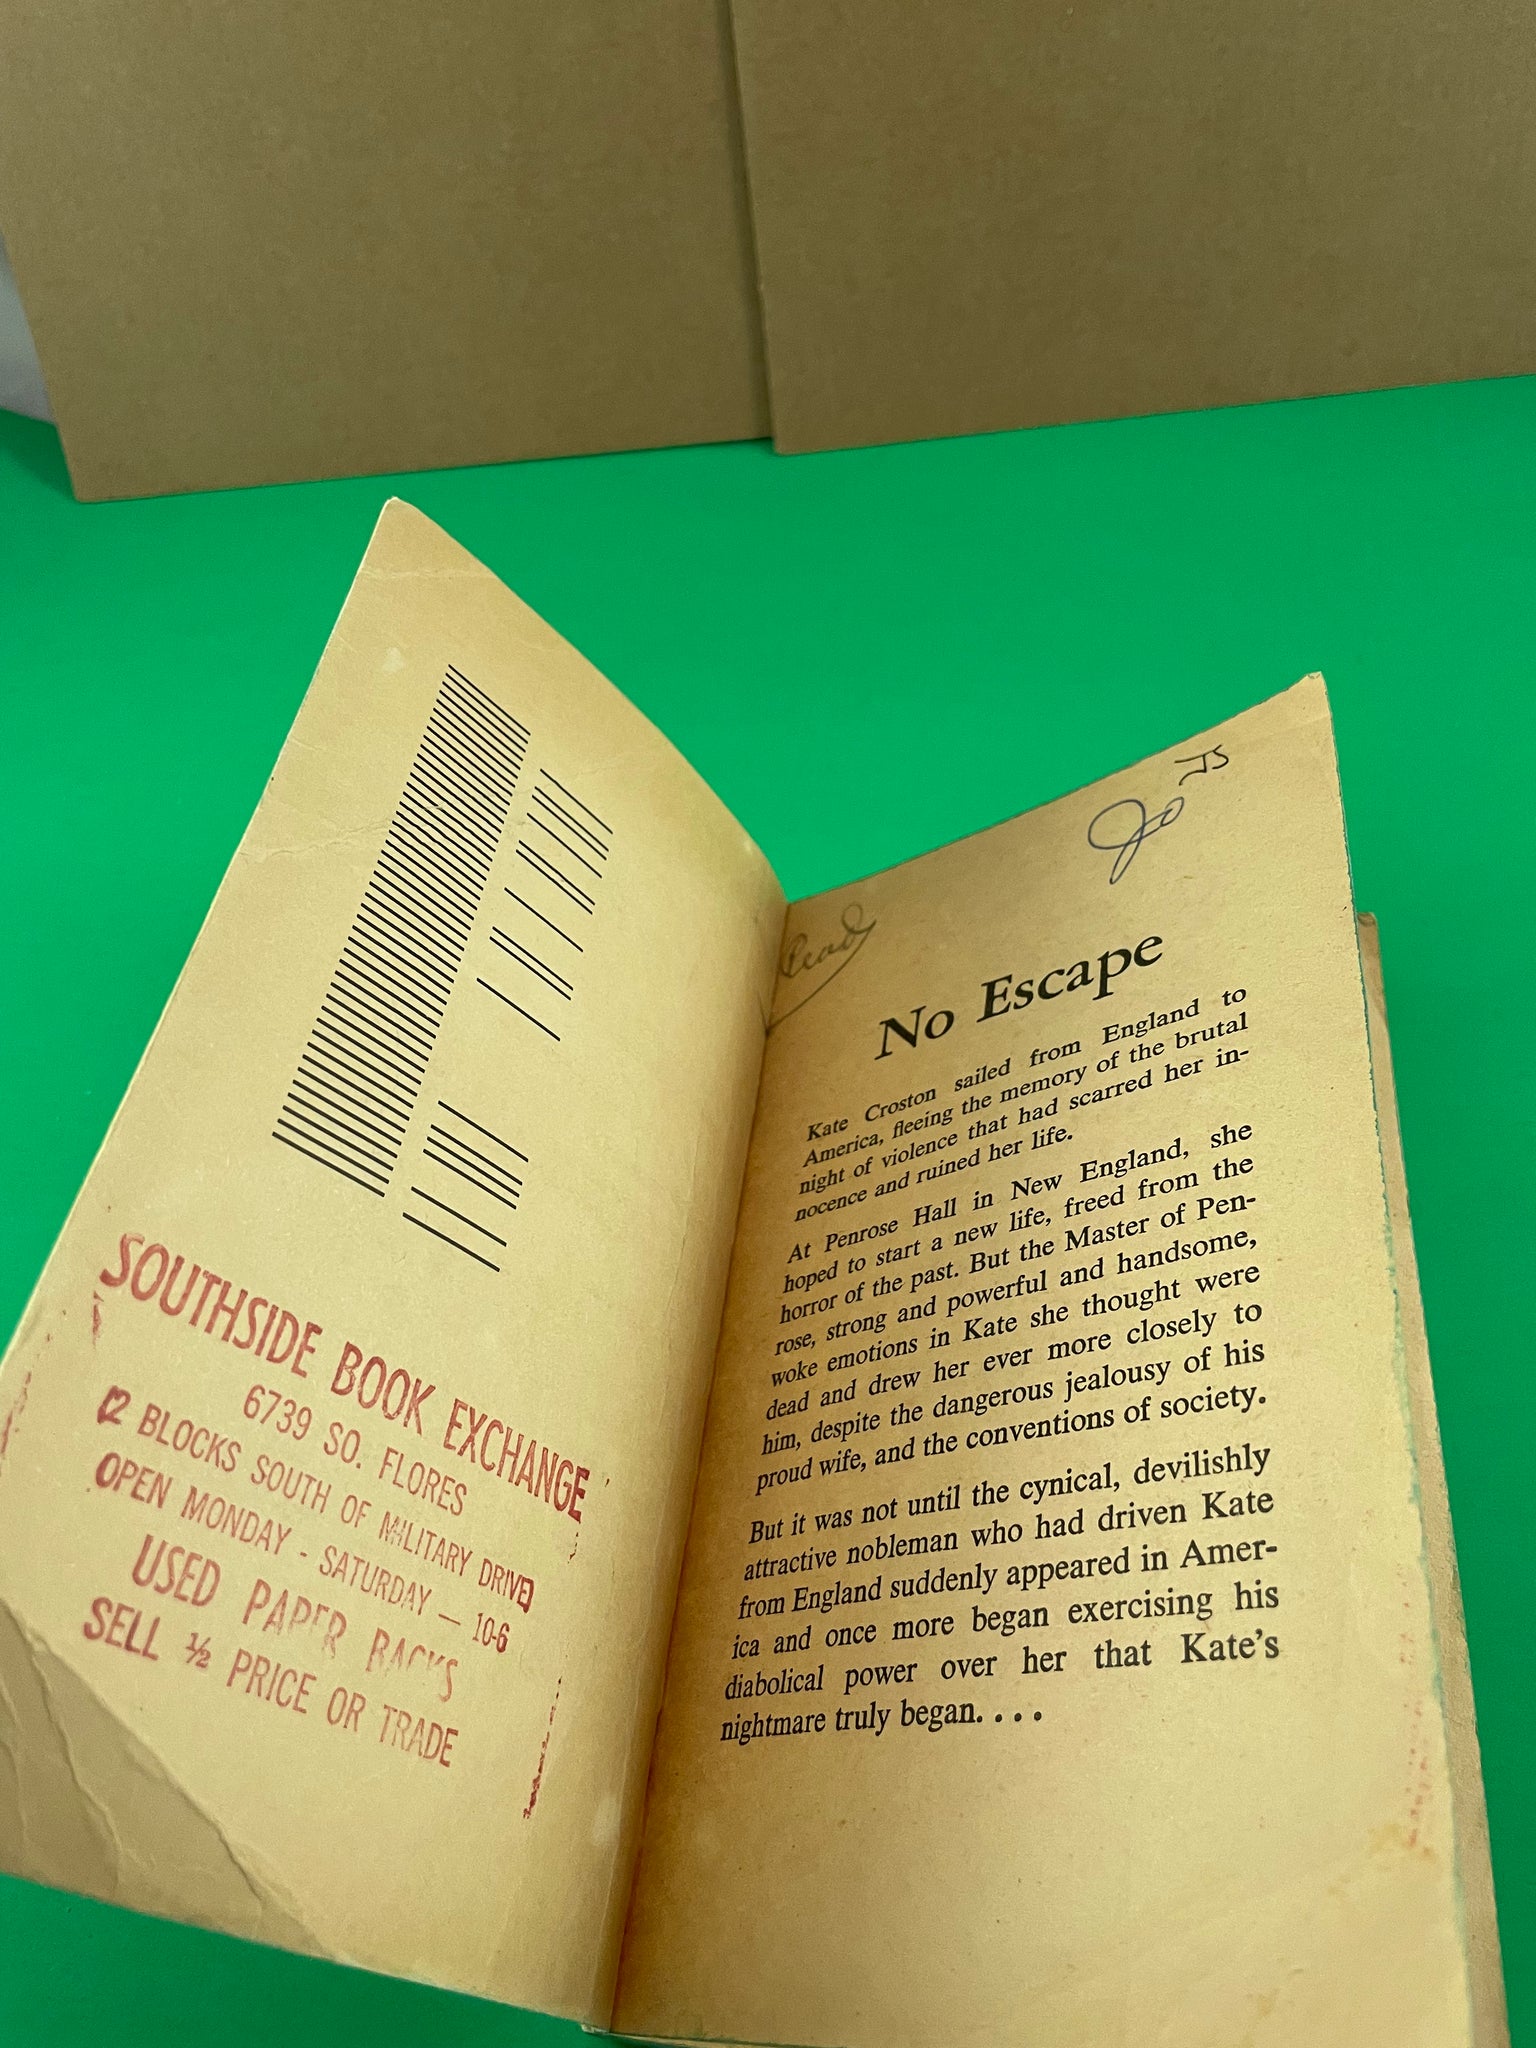 SOUTHSIDE BOOK EXCHANGE
6739 SO. FLORES
(2 BLOCKS SOUTH OF MILITARY DRIVE)
OPEN MONDAY - SATURDAY — 10-6
USED PAPER BACKS
SELL ½ PRICE OR TRADE
JS
Jo
Read
No Escape
Kate Croston sailed from England to
America, fleeing the memory of the brutal
night of violence that had scarred her in-
nocence and ruined her life.
At Penrose Hall in New England, she
hoped to start a new life, freed from the
horror of the past. But the Master of Pen-
rose, strong and powerful and handsome,
woke emotions in Kate she thought were
dead and drew her ever more closely to
him, despite the dangerous jealousy of his
proud wife, and the conventions of society.
But it was not until the cynical, devilishly
attractive nobleman who had driven Kate
from England suddenly appeared in Amer-
ica and once more began exercising his
diabolical power over her that Kate's
nightmare truly began. . . .